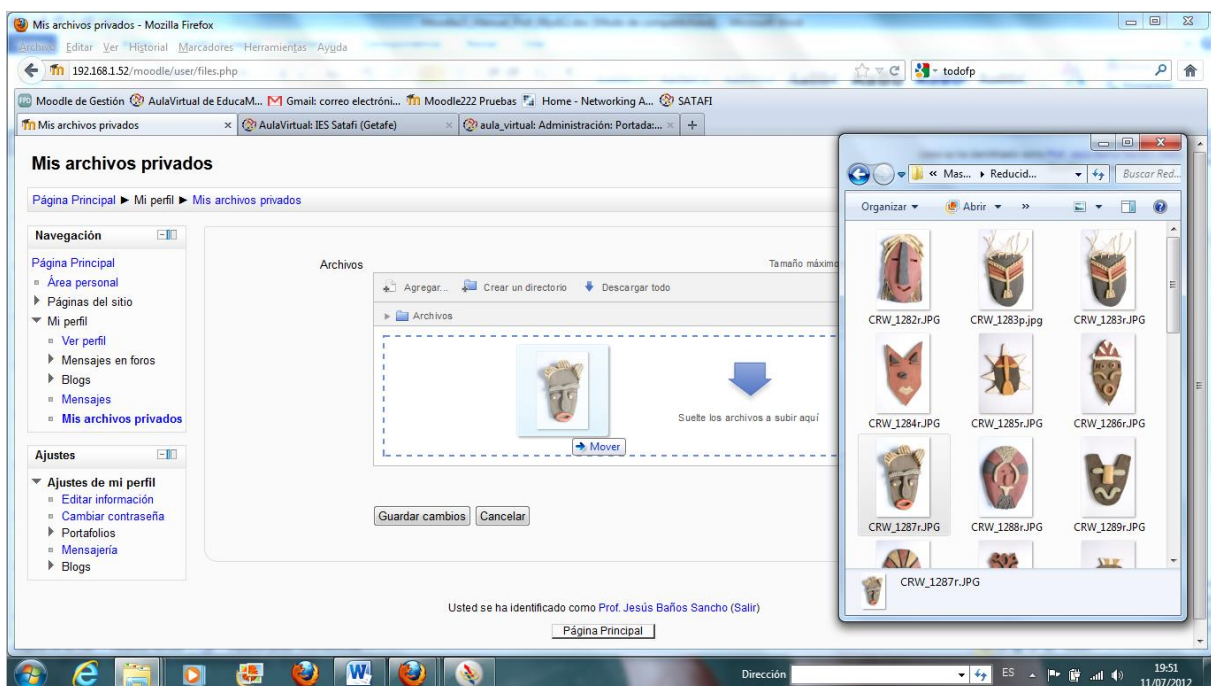 Mis archivos privados - Mozilla Firefox
Archivo Editar Ver Historial Marcadores Herramientas Ayuda
192.168.1.52/moodle/user/files.php
todofp
Moodle de Gestión AulaVirtual de EducaM... Gmail: correo electróni... Moodle222 Pruebas Home - Networking A... SATAFI
Mis archivos privados × AulaVirtual: IES Satafi (Getafe) × aula_virtual: Administración: Portada:... × +
Mis archivos privados
Página Principal ► Mi perfil ► Mis archivos privados
Navegación
Página Principal
Área personal
Páginas del sitio
Mi perfil
Ver perfil
Mensajes en foros
Blogs
Mensajes
Mis archivos privados
Ajustes
Ajustes de mi perfil
Editar información
Cambiar contraseña
Portafolios
Mensajería
Blogs
Archivos
Tamaño máximo
Agregar... Crear un directorio Descargar todo
Archivos
Suelte los archivos a subir aquí
Mover
Guardar cambios Cancelar
Usted se ha identificado como Prof. Jesús Baños Sancho (Salir)
Página Principal
« Mas... Reducid... Buscar Red...
Organizar Abrir »
CRW_1282r.JPG CRW_1283p.jpg CRW_1283r.JPG
CRW_1284r.JPG CRW_1285r.JPG CRW_1286r.JPG
CRW_1287r.JPG CRW_1288r.JPG CRW_1289r.JPG
CRW_1287r.JPG
Dirección
ES
19:51
11/07/2012